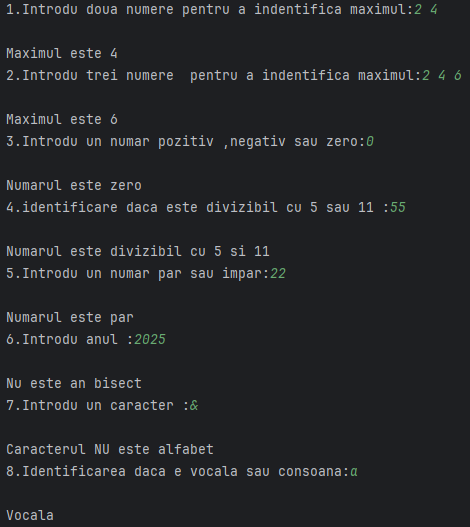 1.Introdu doua numere pentru a indentifica maximul:2 4
Maximul este 4
2.Introdu trei numere  pentru a indentifica maximul:2 4 6
Maximul este 6
3.Introdu un numar pozitiv ,negativ sau zero:0
Numarul este zero
4.identificare daca este divizibil cu 5 sau 11 :55
Numarul este divizibil cu 5 si 11
5.Introdu un numar par sau impar:22
Numarul este par
6.Introdu anul :2025
Nu este an bisect
7.Introdu un caracter :&
Caracterul NU este alfabet
8.Identificarea daca e vocala sau consoana:a
Vocala